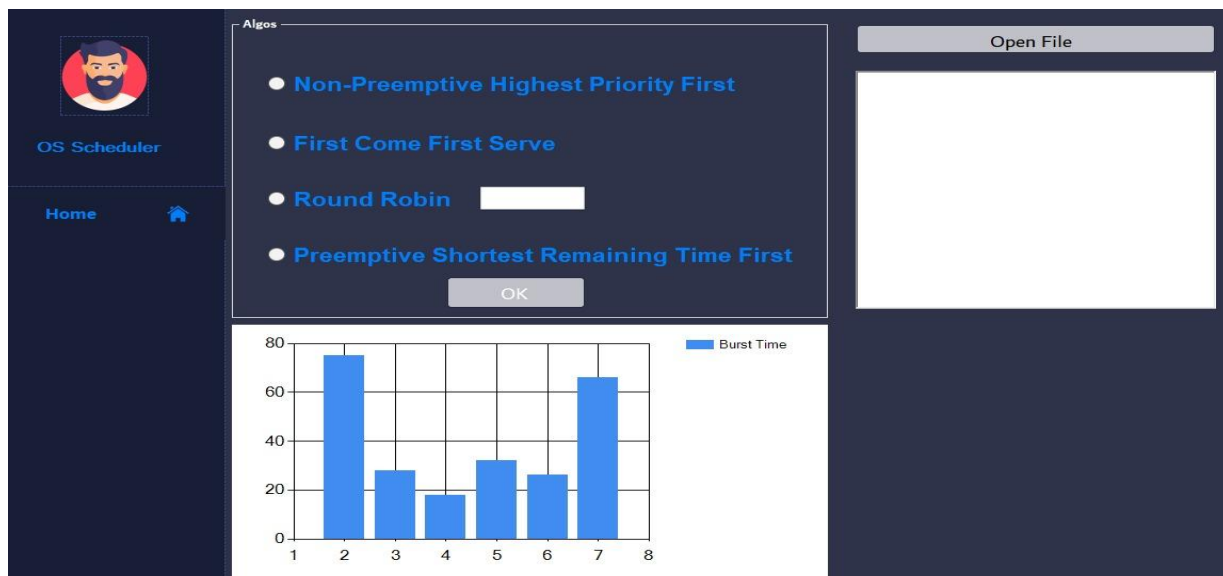 OS Scheduler
Home
Algos
Non-Preemptive Highest Priority First
First Come First Serve
Round Robin
Preemptive Shortest Remaining Time First
OK
Open File
80
60
40
20
0
1 2 3 4 5 6 7 8
Burst Time